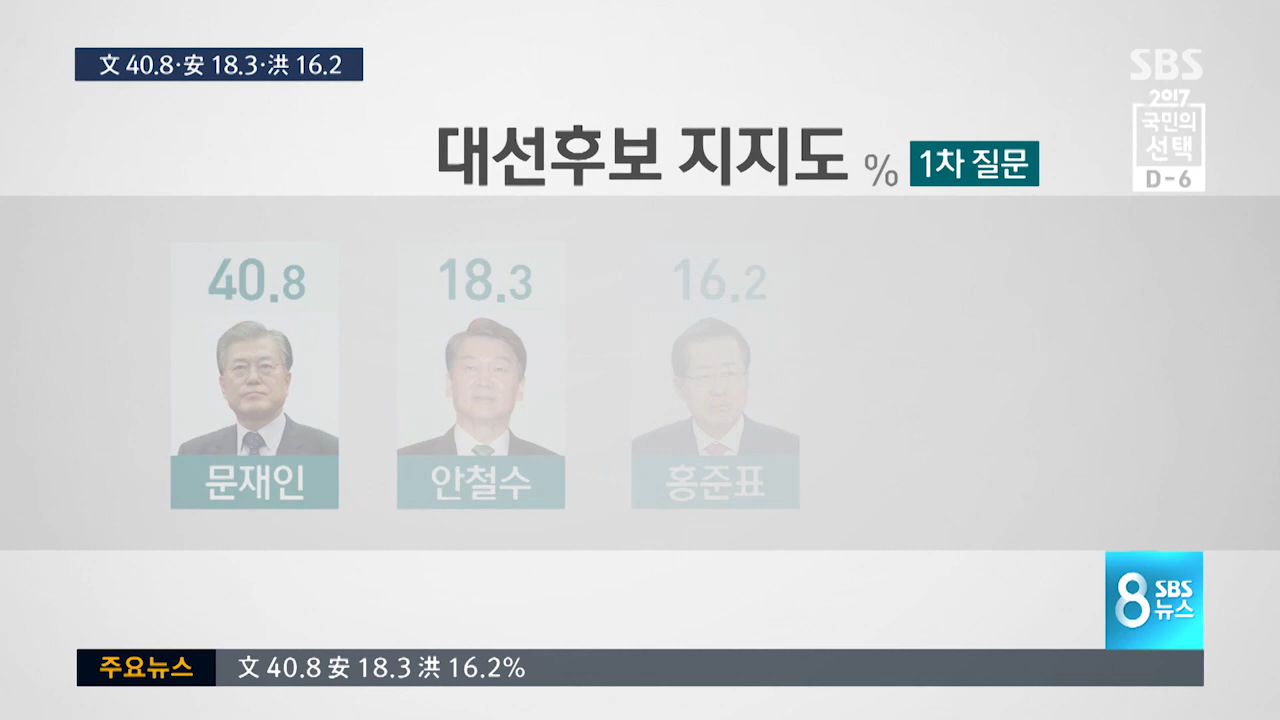 文 40.8·安 18.3·洪 16.2
SBS
2017
국민의
선택
D-6
대선후보 지지도 % 1차 질문
40.8
18.3
16.2
문재인
안철수
홍준표
8 SBS
뉴스
주요뉴스
文 40.8 安 18.3 洪 16.2%